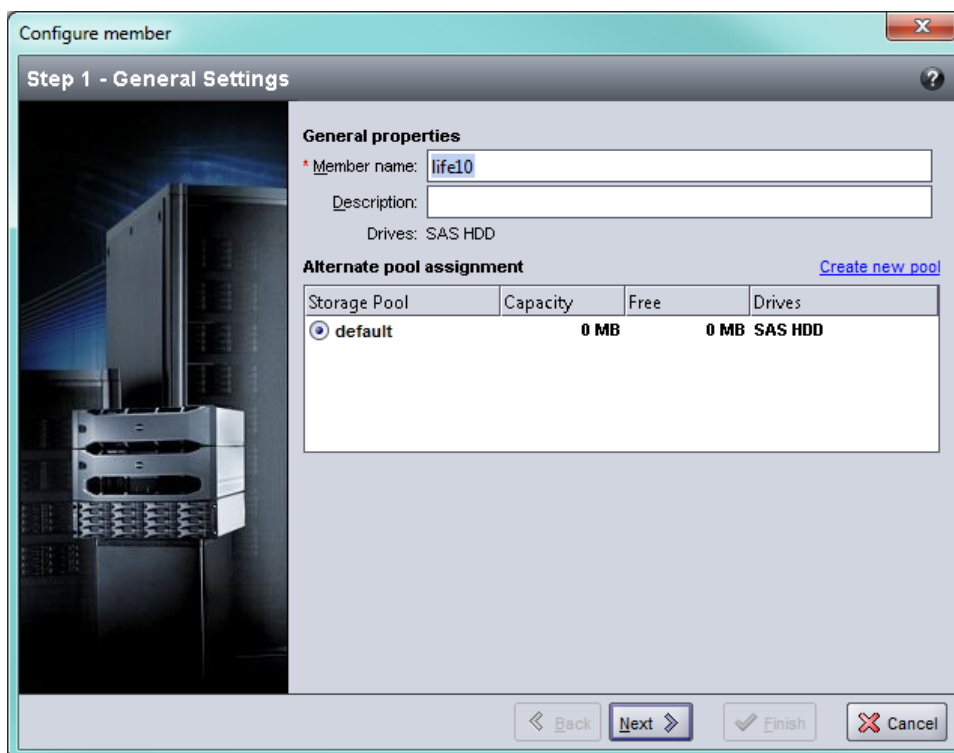 Configure member
Step 1 - General Settings
?
General properties
* Member name: life10
Description:
Drives: SAS HDD
Alternate pool assignment Create new pool
Storage Pool Capacity Free Drives
default 0 MB 0 MB SAS HDD
Back Next Finish Cancel